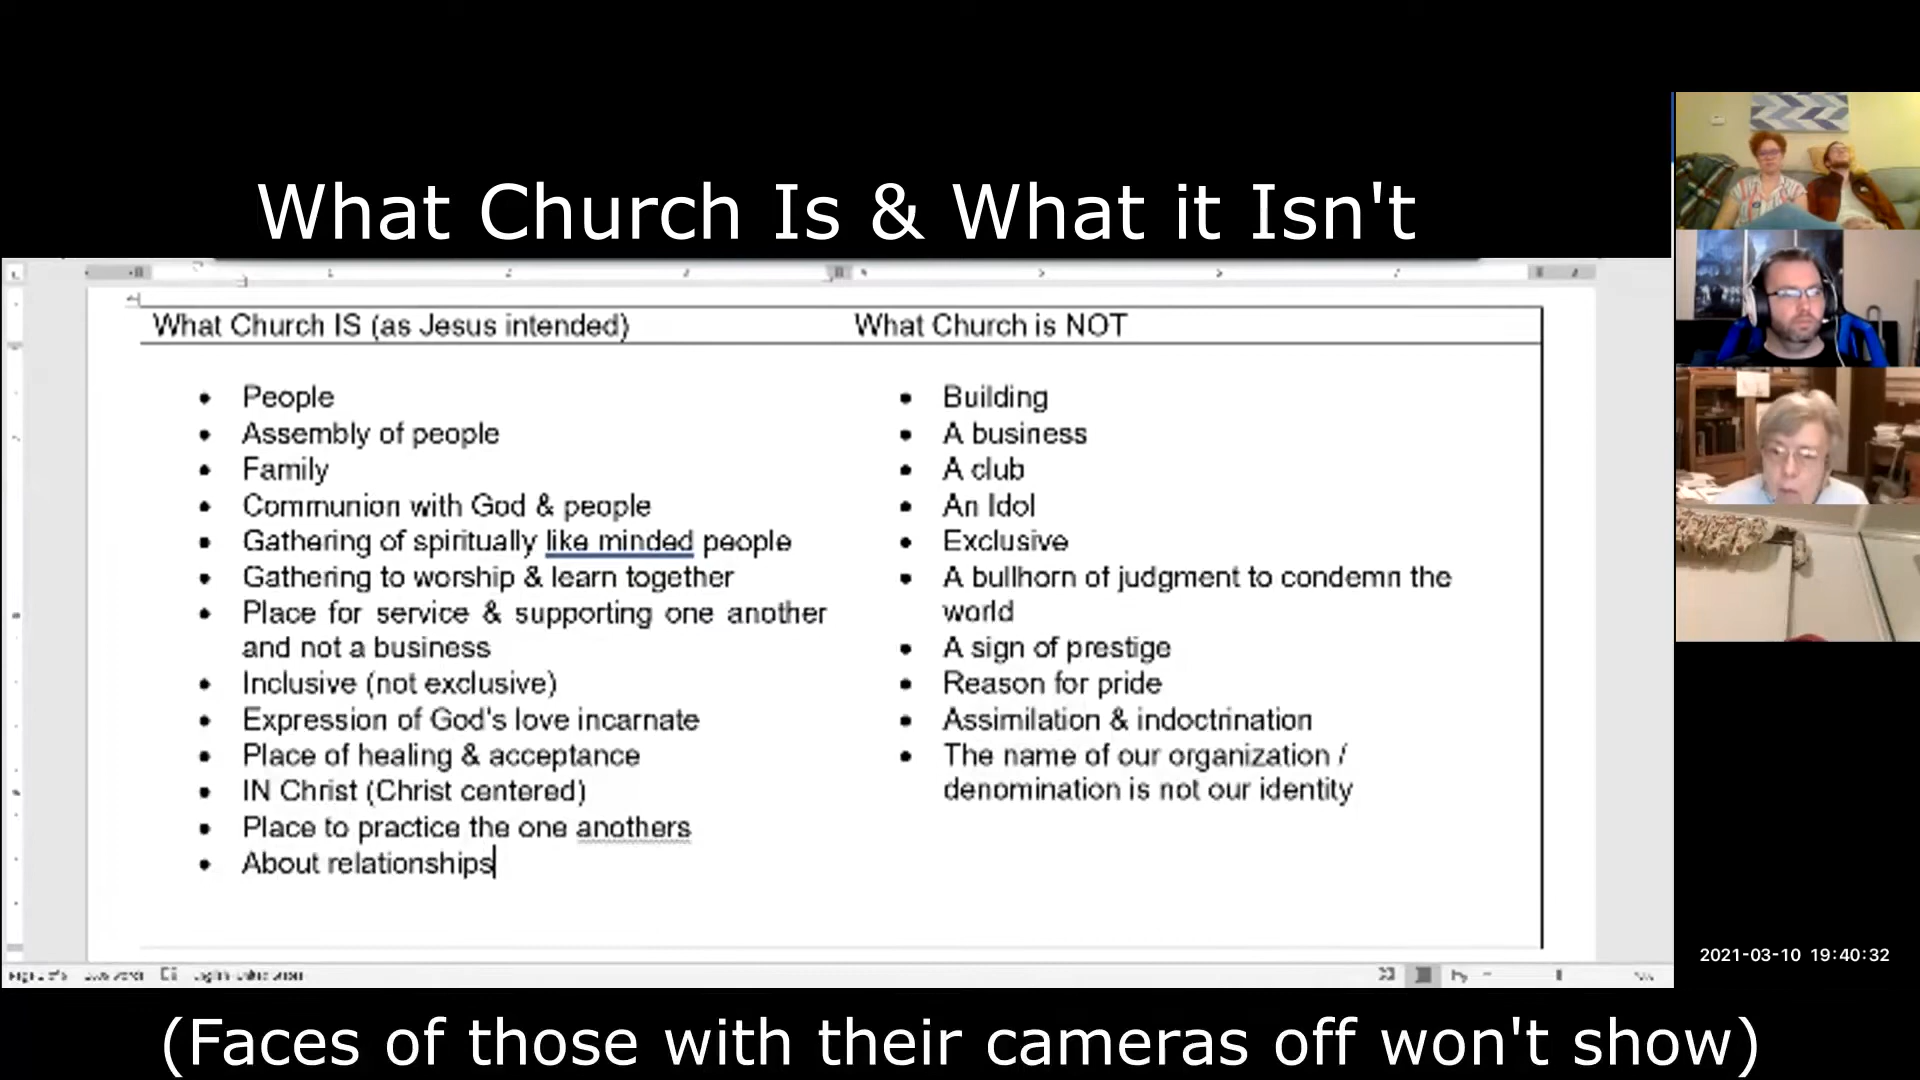 What Church Is & What it Isn't
What Church IS (as Jesus intended)
What Church is NOT
• People
• Assembly of people
• Family
• Communion with God & people
• Gathering of spiritually like minded people
• Gathering to worship & learn together
• Place for service & supporting one another
and not a business
• Inclusive (not exclusive)
• Expression of God's love incarnate
• Place of healing & acceptance
• IN Christ (Christ centered)
• Place to practice the one anothers
• About relationships
• Building
• A business
• A club
• An Idol
• Exclusive
• A bullhorn of judgment to condemn the
world
• A sign of prestige
• Reason for pride
• Assimilation & indoctrination
• The name of our organization /
denomination is not our identity
2021-03-10 19:40:32
(Faces of those with their cameras off won't show)